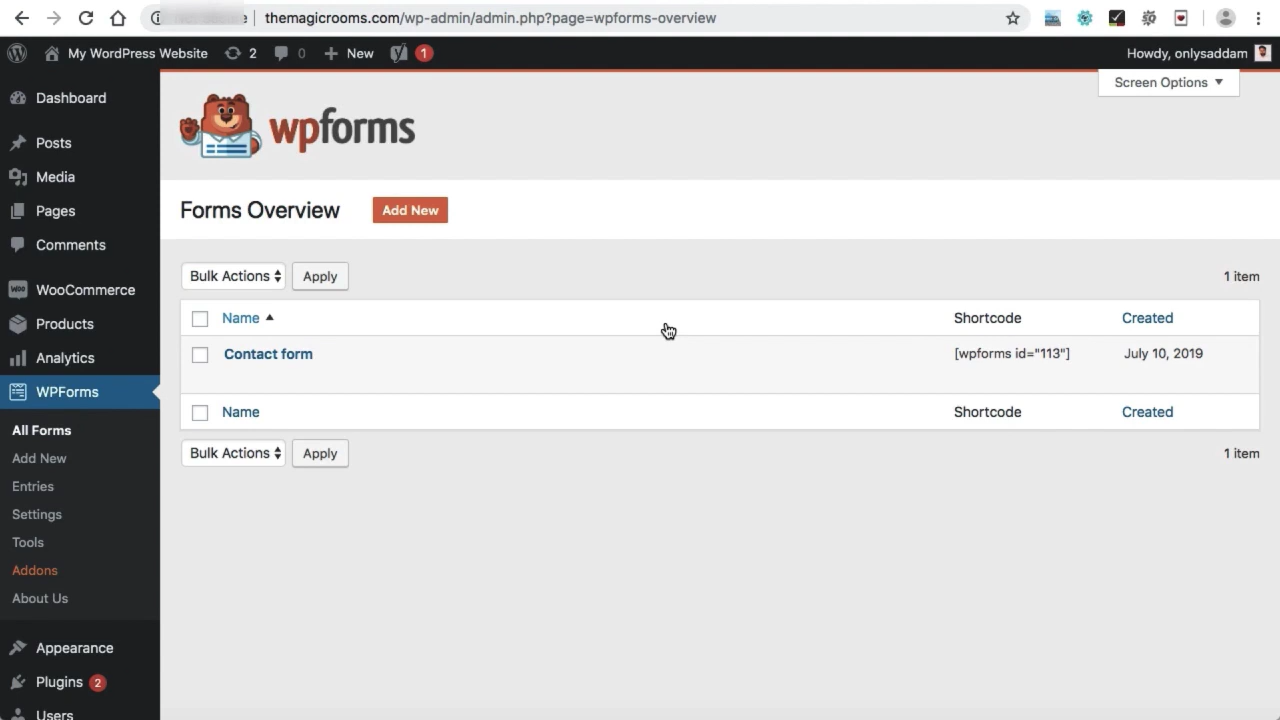 themagicrooms.com/wp-admin/admin.php?page=wpforms-overview
My WordPress Website 2 0 New 1 Howdy, onlysaddam
Screen Options
Dashboard
Posts
Media
Pages
Comments
WooCommerce
Products
Analytics
WPForms
All Forms
Add New
Entries
Settings
Tools
Addons
About Us
Appearance
Plugins 2
Users
wpforms
Forms Overview Add New
Bulk Actions Apply 1 item
Name Shortcode Created
Contact form [wpforms id="113"] July 10, 2019
Name Shortcode Created
Bulk Actions Apply 1 item